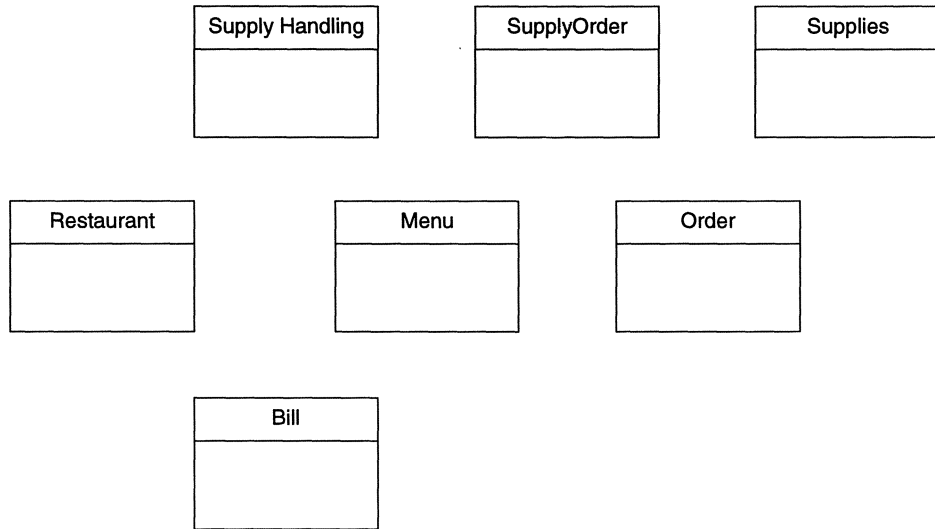 Supply Handling
SupplyOrder
Supplies
Restaurant
Menu
Order
Bill